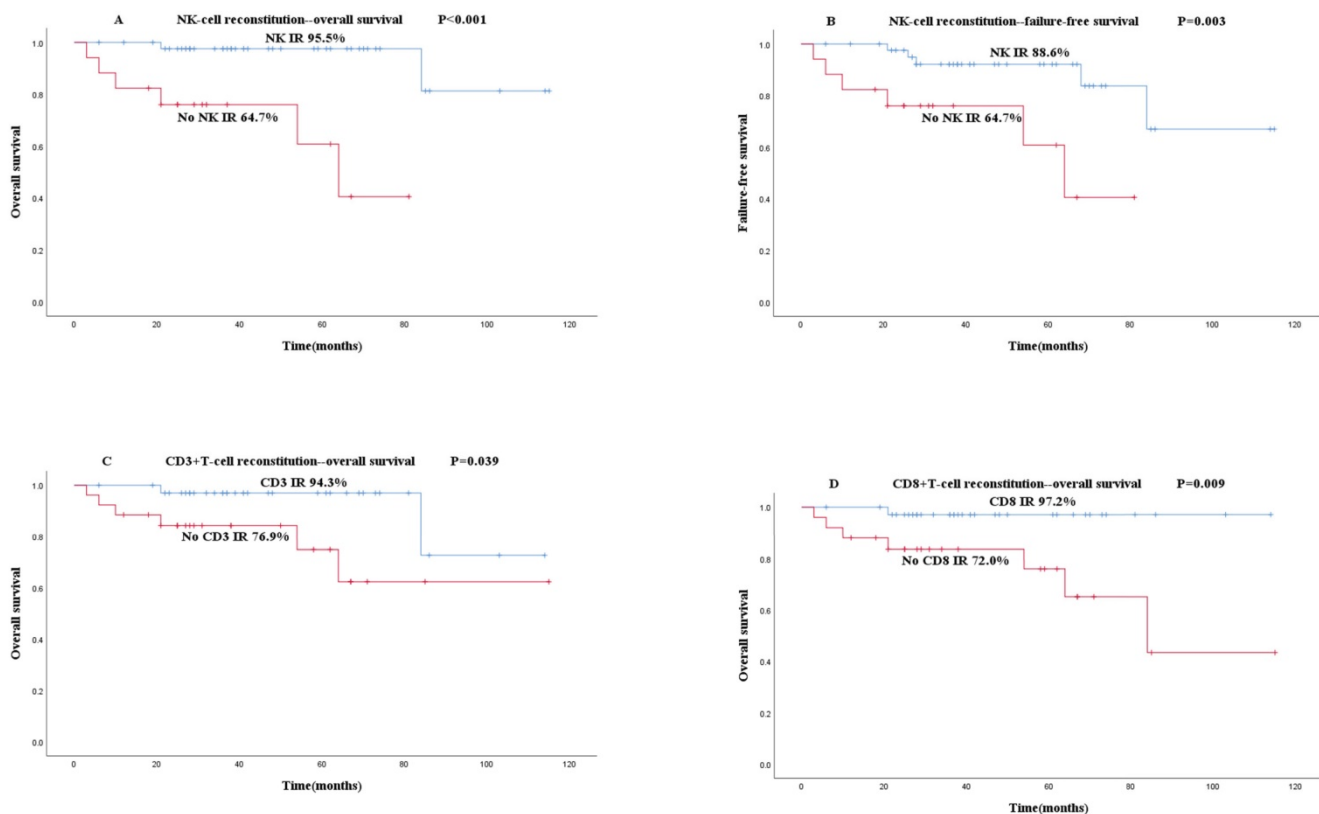 A NK-cell reconstitution--overall survival P<0.001
NK IR 95.5%
No NK IR 64.7%
Overall survival
1.0
0.8
0.6
0.4
0.2
0.0
0 20 40 60 80 100 120
Time(months)
B NK-cell reconstitution--failure-free survival P=0.003
NK IR 88.6%
No NK IR 64.7%
Failure-free survival
1.0
0.8
0.6
0.4
0.2
0.0
0 20 40 60 80 100 120
Time(months)
C CD3+T-cell reconstitution--overall survival P=0.039
CD3 IR 94.3%
No CD3 IR 76.9%
Overall survival
1.0
0.8
0.6
0.4
0.2
0.0
0 20 40 60 80 100 120
Time(months)
D CD8+T-cell reconstitution--overall survival P=0.009
CD8 IR 97.2%
No CD8 IR 72.0%
Overall survival
1.0
0.8
0.6
0.4
0.2
0.0
0 20 40 60 80 100 120
Time(months)